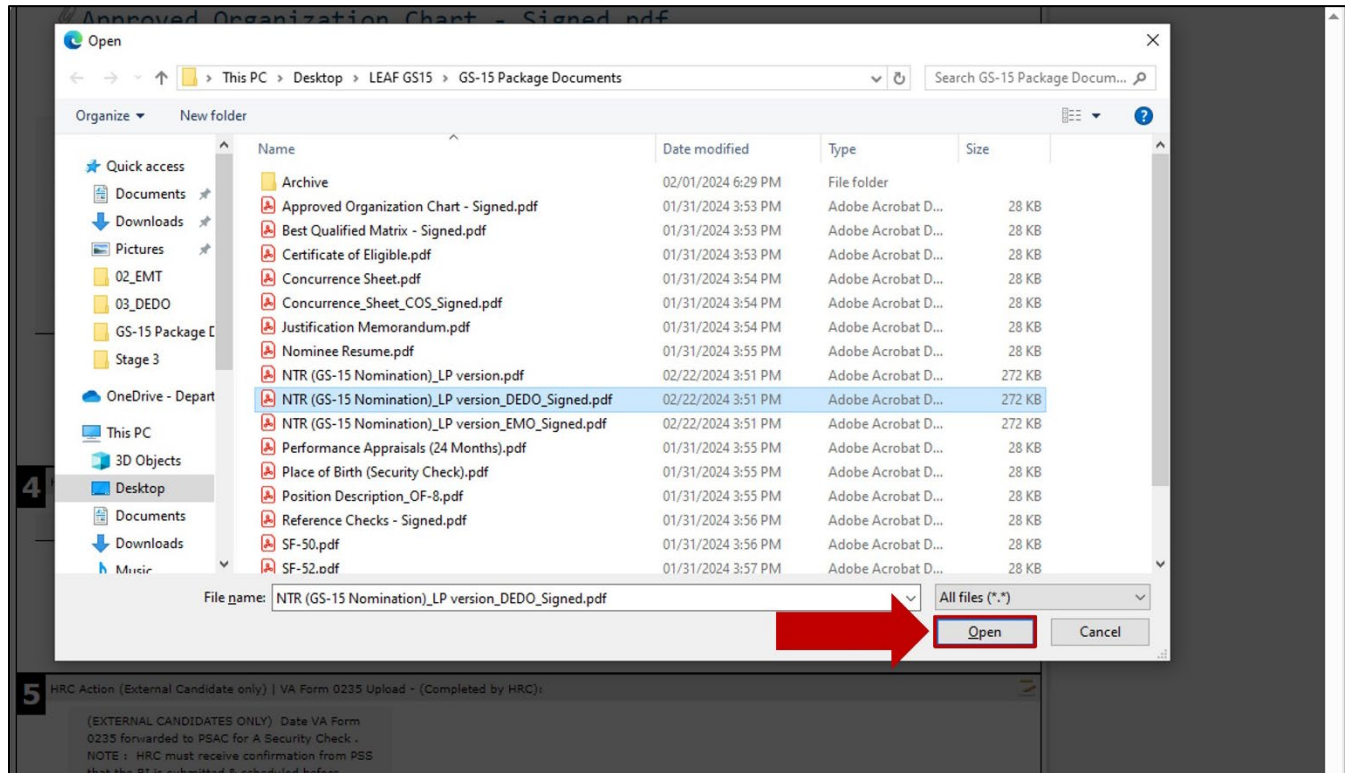 Approved Organization Chart - Signed.pdf
Open
This PC > Desktop > LEAF GS15 > GS-15 Package Documents
Search GS-15 Package Docum...
Organize New folder
Name Date modified Type Size
Quick access
Documents
Downloads
Pictures
02_EMT
03_DEDO
GS-15 Package D
Stage 3
OneDrive - Depart
This PC
3D Objects
Desktop
Documents
Downloads
Music
Archive 02/01/2024 6:29 PM File folder
Approved Organization Chart - Signed.pdf 01/31/2024 3:53 PM Adobe Acrobat D... 28 KB
Best Qualified Matrix - Signed.pdf 01/31/2024 3:53 PM Adobe Acrobat D... 28 KB
Certificate of Eligible.pdf 01/31/2024 3:53 PM Adobe Acrobat D... 28 KB
Concurrence Sheet.pdf 01/31/2024 3:54 PM Adobe Acrobat D... 28 KB
Concurrence_Sheet_COS_Signed.pdf 01/31/2024 3:54 PM Adobe Acrobat D... 28 KB
Justification Memorandum.pdf 01/31/2024 3:54 PM Adobe Acrobat D... 28 KB
Nominee Resume.pdf 01/31/2024 3:55 PM Adobe Acrobat D... 28 KB
NTR (GS-15 Nomination)_LP version.pdf 02/22/2024 3:51 PM Adobe Acrobat D... 272 KB
NTR (GS-15 Nomination)_LP version_DEDO_Signed.pdf 02/22/2024 3:51 PM Adobe Acrobat D... 272 KB
NTR (GS-15 Nomination)_LP version_EMO_Signed.pdf 02/22/2024 3:51 PM Adobe Acrobat D... 272 KB
Performance Appraisals (24 Months).pdf 01/31/2024 3:55 PM Adobe Acrobat D... 28 KB
Place of Birth (Security Check).pdf 01/31/2024 3:55 PM Adobe Acrobat D... 28 KB
Position Description_OF-8.pdf 01/31/2024 3:55 PM Adobe Acrobat D... 28 KB
Reference Checks - Signed.pdf 01/31/2024 3:56 PM Adobe Acrobat D... 28 KB
SF-50.pdf 01/31/2024 3:56 PM Adobe Acrobat D... 28 KB
SF-52.pdf 01/31/2024 3:57 PM Adobe Acrobat D... 28 KB
File name: NTR (GS-15 Nomination)_LP version_DEDO_Signed.pdf All files (*.*)
Open Cancel
4
5 HRC Action (External Candidate only) | VA Form 0235 Upload - (Completed by HRC):
(EXTERNAL CANDIDATES ONLY) Date VA Form
0235 forwarded to PSAC for A Security Check .
NOTE : HRC must receive confirmation from PSS
that the BI is submitted & scheduled before